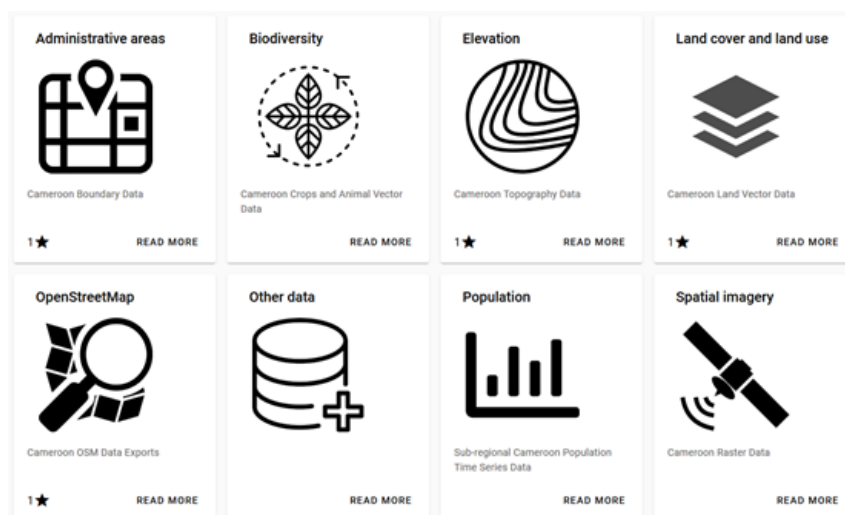 Administrative areas
Cameroon Boundary Data
1★ READ MORE
Biodiversity
Cameroon Crops and Animal Vector
Data
READ MORE
Elevation
Cameroon Topography Data
1★ READ MORE
Land cover and land use
Cameroon Land Vector Data
1★ READ MORE
OpenStreetMap
Cameroon OSM Data Exports
1★ READ MORE
Other data
READ MORE
Population
Sub-regional Cameroon Population
Time Series Data
READ MORE
Spatial imagery
Cameroon Raster Data
READ MORE